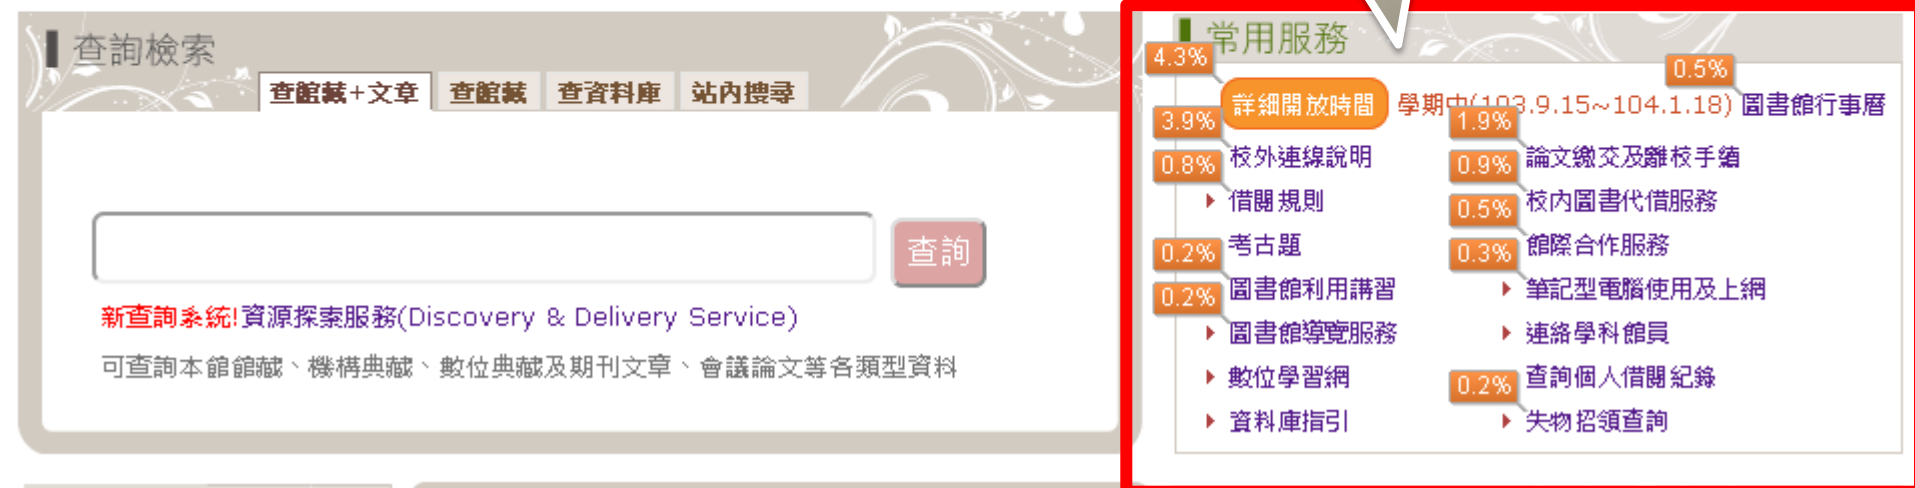 查詢檢索
查館藏+文章 查館藏 查資料庫 站內搜尋
查詢
新查詢系統!資源探索服務(Discovery & Delivery Service)
可查詢本館館藏、機構典藏、數位典藏及期刊文章、會議論文等各類型資料
常用服務
4.3% 0.5%
詳細開放時間 學期中(103.9.15~104.1.18) 圖書館行事曆
3.9% 1.9%
校外連線說明 論文繳交及離校手續
0.8% 0.9%
借閱規則 校內圖書代借服務
0.5%
考古題 館際合作服務
0.2% 0.3%
圖書館利用講習 筆記型電腦使用及上網
0.2%
圖書館導覽服務 連絡學科館員
數位學習網 查詢個人借閱紀錄
0.2%
資料庫指引 失物招領查詢